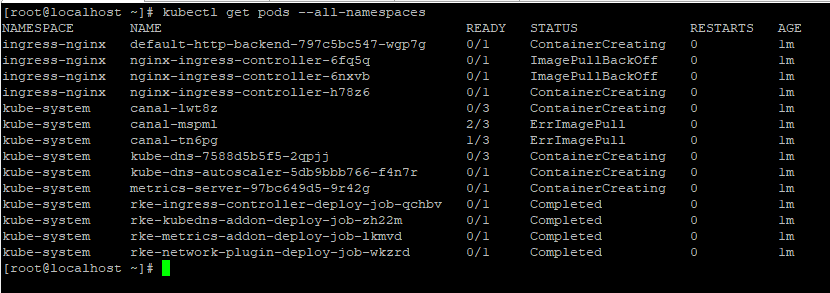 [root@localhost ~]# kubectl get pods --all-namespaces
NAMESPACE NAME READY STATUS RESTARTS AGE
ingress-nginx default-http-backend-797c5bc547-wgp7g 0/1 ContainerCreating 0 1m
ingress-nginx nginx-ingress-controller-6fq5q 0/1 ImagePullBackOff 0 1m
ingress-nginx nginx-ingress-controller-6nxvb 0/1 ImagePullBackOff 0 1m
ingress-nginx nginx-ingress-controller-h78z6 0/1 ContainerCreating 0 1m
kube-system canal-lwt8z 0/3 ContainerCreating 0 1m
kube-system canal-mspml 2/3 ErrImagePull 0 1m
kube-system canal-tn6pg 1/3 ErrImagePull 0 1m
kube-system kube-dns-7588d5b5f5-2qpjj 0/3 ContainerCreating 0 1m
kube-system kube-dns-autoscaler-5db9bbb766-f4n7r 0/1 ContainerCreating 0 1m
kube-system metrics-server-97bc649d5-9r42g 0/1 ContainerCreating 0 1m
kube-system rke-ingress-controller-deploy-job-qchbv 0/1 Completed 0 1m
kube-system rke-kubedns-addon-deploy-job-zh22m 0/1 Completed 0 1m
kube-system rke-metrics-addon-deploy-job-lkmvd 0/1 Completed 0 1m
kube-system rke-network-plugin-deploy-job-wkzrd 0/1 Completed 0 1m
[root@localhost ~]#